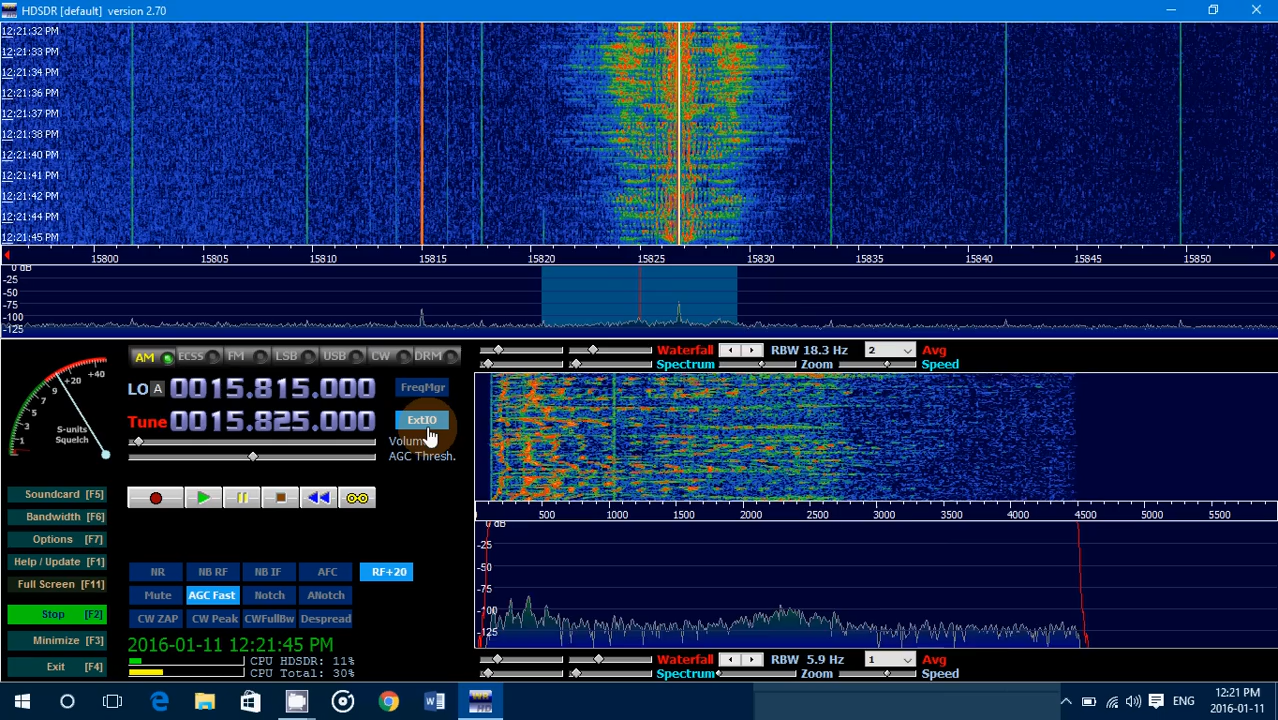 HDSDR [default] version 2.70
12:21:32 PM
12:21:33 PM
12:21:34 PM
12:21:36 PM
12:21:37 PM
12:21:38 PM
12:21:40 PM
12:21:41 PM
12:21:42 PM
12:21:44 PM
12:21:45 PM
15800 15805 15810 15815 15820 15825 15830 15835 15840 15845 15850
0 dB
-25
-50
-75
-100
-125
AM ECSS FM LSB USB CW DRM
LO A 0015.815.000 FreqMgr
Tune 0015.825.000 ExtIO
Volum
AGC Thresh.
1 3 5 7 9 +20 +40
S-units
Squelch
Soundcard [F5]
Bandwidth [F6]
Options [F7]
Help / Update [F1]
Full Screen [F11]
Stop [F2]
Minimize [F3]
Exit [F4]
NR NB RF NB IF AFC RF+20
Mute AGC Fast Notch ANotch
CW ZAP CW Peak CWFullBw Despread
2016-01-11 12:21:45 PM
CPU HDSDR: 11%
CPU Total: 30%
Waterfall RBW 18.3 Hz 2 Avg
Spectrum Zoom Speed
500 1000 1500 2000 2500 3000 3500 4000 4500 5000 5500
0 dB
-25
-50
-75
-100
-125
Waterfall RBW 5.9 Hz 1 Avg
Spectrum Zoom Speed
ENG
12:21 PM
2016-01-11